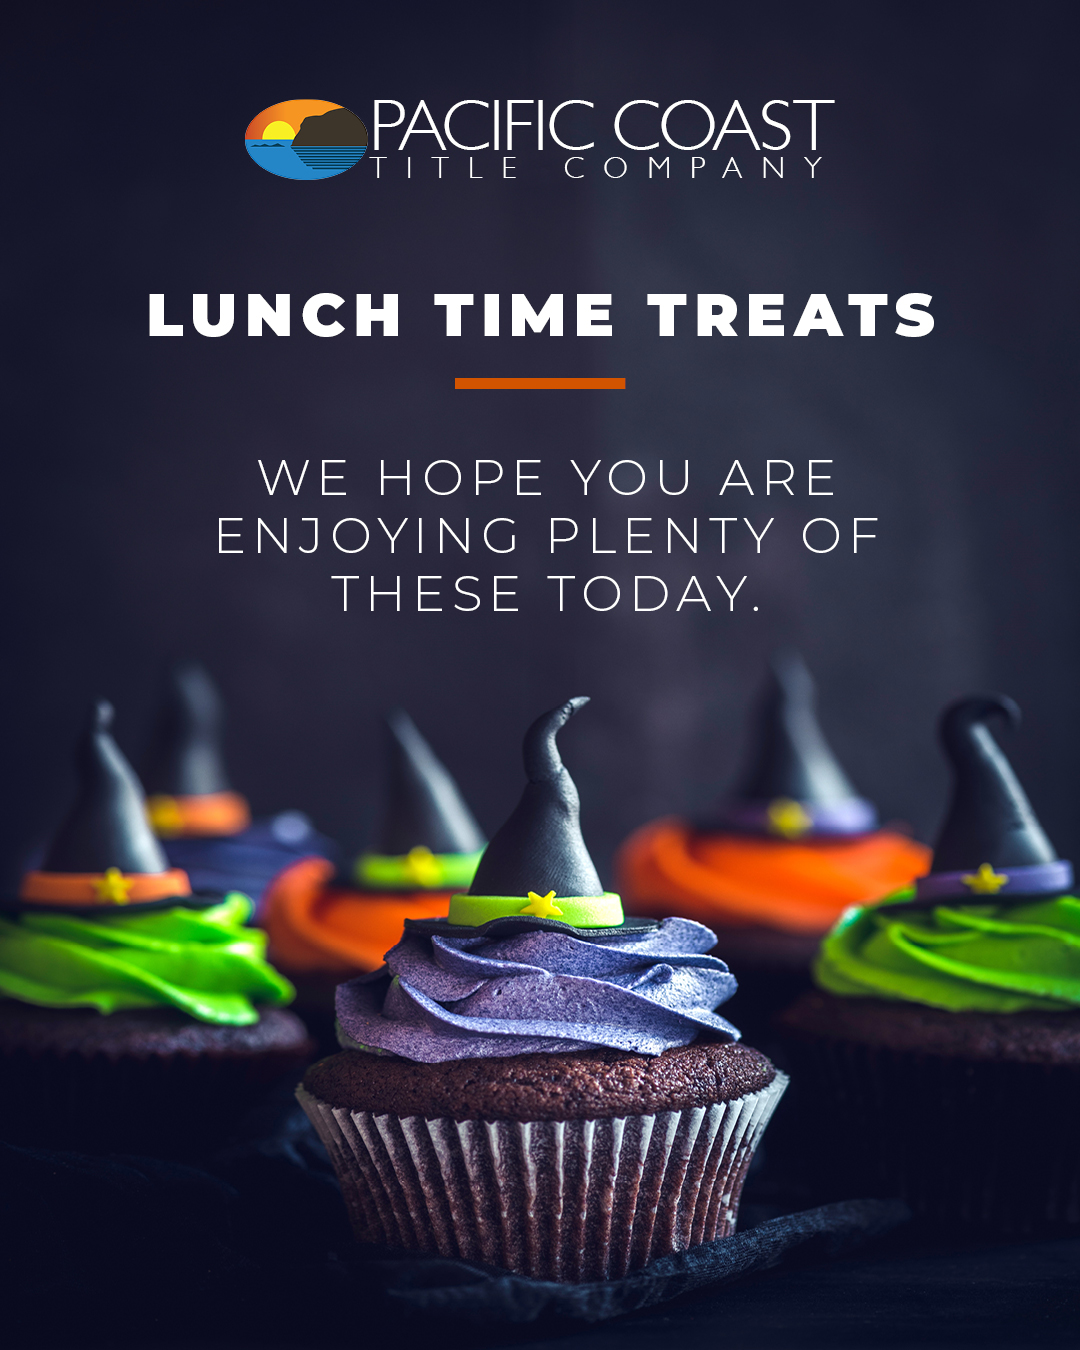 PACIFIC COAST
TITLE COMPANY
LUNCH TIME TREATS
WE HOPE YOU ARE
ENJOYING PLENTY OF
THESE TODAY.